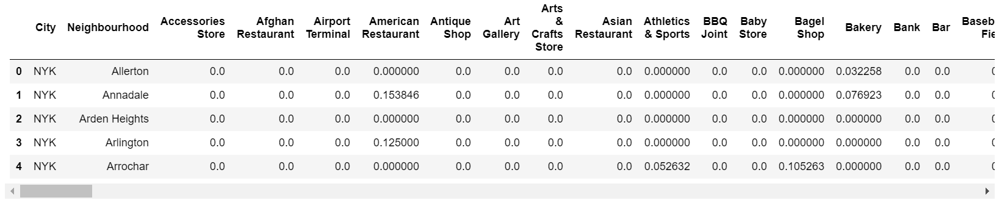 City Neighbourhood Accessories Store Afghan Restaurant Airport Terminal American Restaurant Antique Shop Art Gallery Arts & Crafts Store Asian Restaurant Athletics & Sports BBQ Joint Baby Store Bagel Shop Bakery Bank Bar
0 NYK Allerton 0.0 0.0 0.0 0.000000 0.0 0.0 0.0 0.0 0.000000 0.0 0.0 0.000000 0.032258 0.0 0.0
1 NYK Annadale 0.0 0.0 0.0 0.153846 0.0 0.0 0.0 0.0 0.000000 0.0 0.0 0.000000 0.076923 0.0 0.0
2 NYK Arden Heights 0.0 0.0 0.0 0.000000 0.0 0.0 0.0 0.0 0.000000 0.0 0.0 0.000000 0.000000 0.0 0.0
3 NYK Arlington 0.0 0.0 0.0 0.125000 0.0 0.0 0.0 0.0 0.000000 0.0 0.0 0.000000 0.000000 0.0 0.0
4 NYK Arrochar 0.0 0.0 0.0 0.000000 0.0 0.0 0.0 0.0 0.052632 0.0 0.0 0.105263 0.000000 0.0 0.0